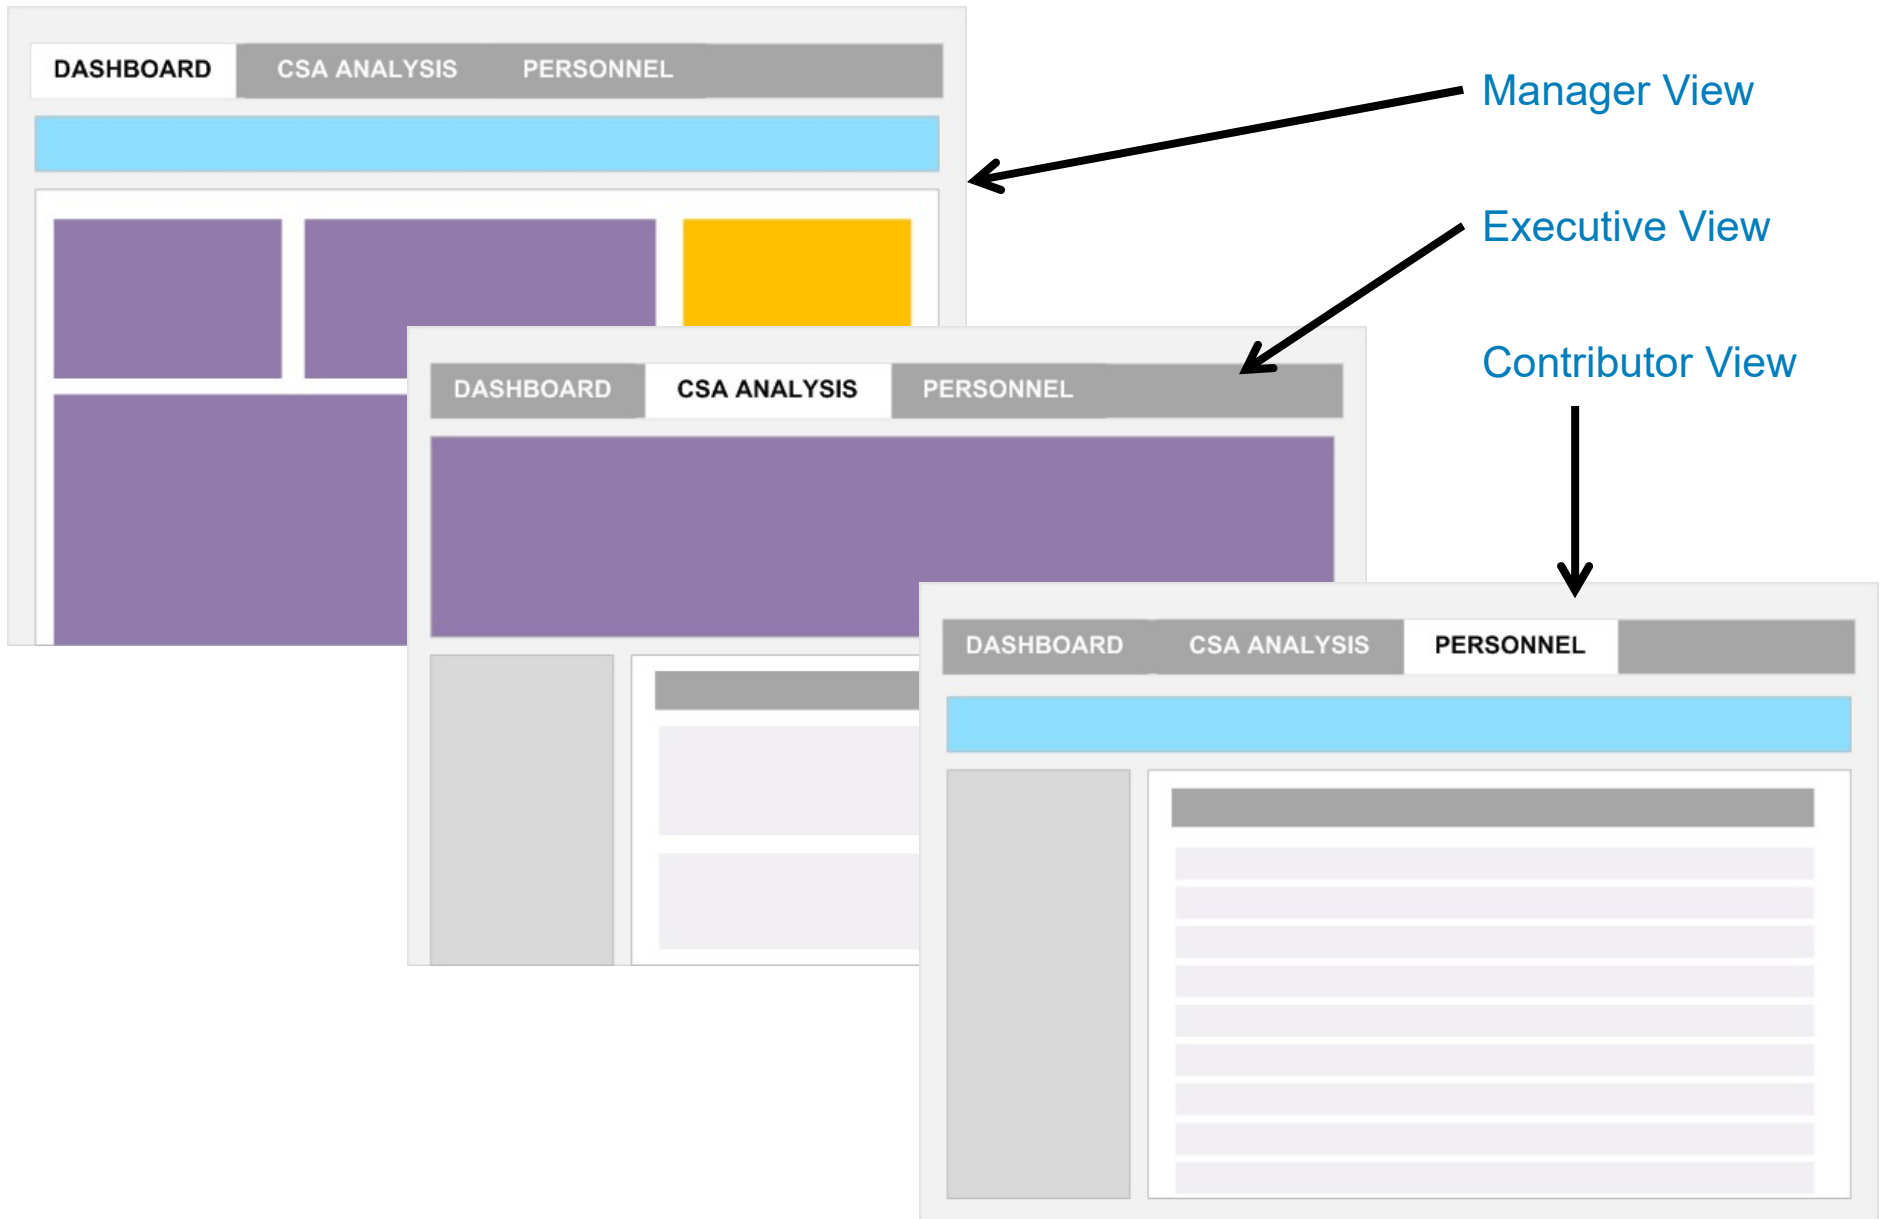 DASHBOARD CSA ANALYSIS PERSONNEL
Manager View
Executive View
Contributor View
DASHBOARD CSA ANALYSIS PERSONNEL
DASHBOARD CSA ANALYSIS PERSONNEL